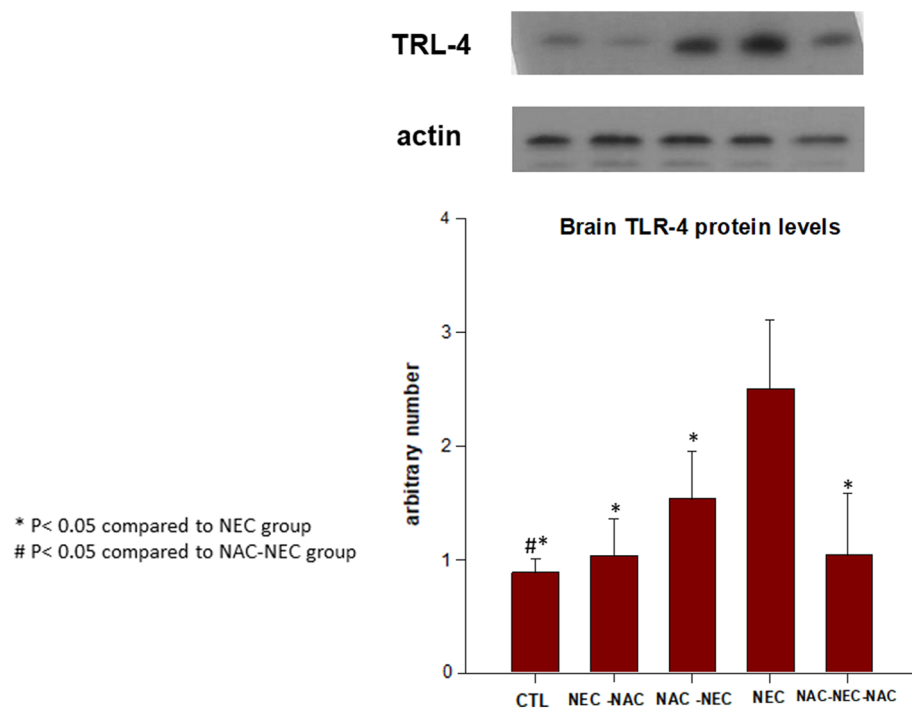 TRL-4
actin
Brain TLR-4 protein levels
arbitrary number
4
3
2
1
0
#*
*
*
*
CTL
NEC -NAC
NAC -NEC
NEC
NAC-NEC-NAC
* P< 0.05 compared to NEC group
# P< 0.05 compared to NAC-NEC group